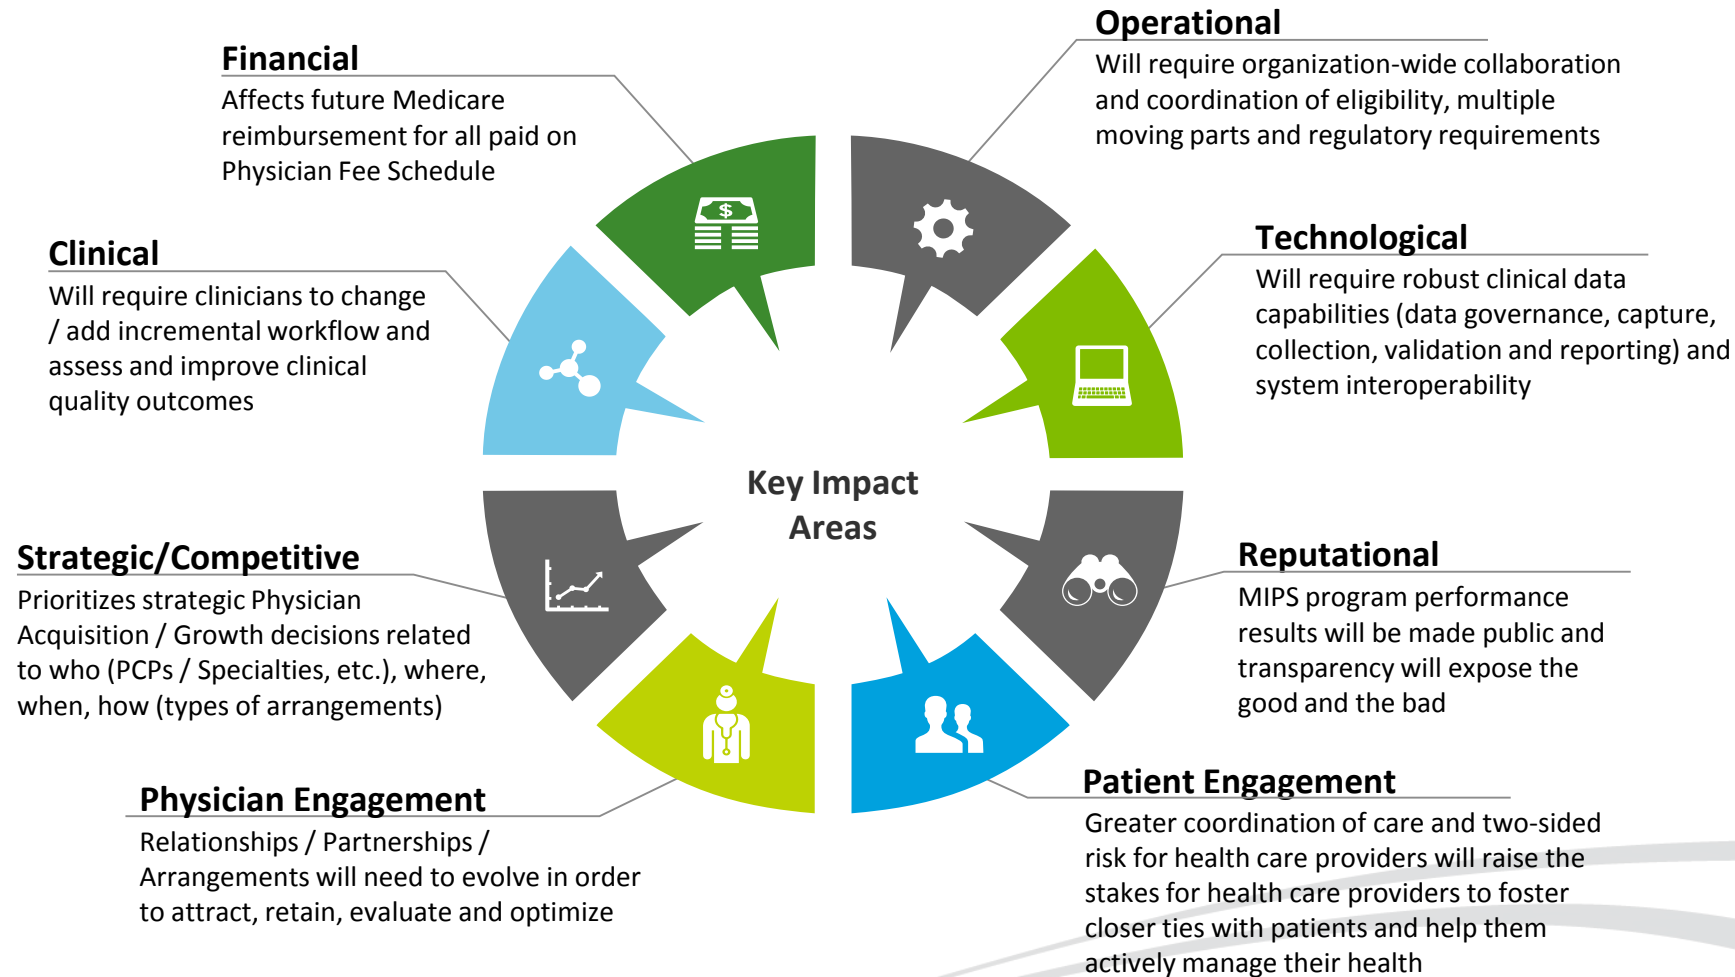 Financial
Affects future Medicare
reimbursement for all paid on
Physician Fee Schedule
Operational
Will require organization-wide collaboration
and coordination of eligibility, multiple
moving parts and regulatory requirements
Clinical
Will require clinicians to change
/ add incremental workflow and
assess and improve clinical
quality outcomes
Technological
Will require robust clinical data
capabilities (data governance, capture,
collection, validation and reporting) and
system interoperability
$
Key Impact
Areas
Strategic/Competitive
Prioritizes strategic Physician
Acquisition / Growth decisions related
to who (PCPs / Specialties, etc.), where,
when, how (types of arrangements)
Reputational
MIPS program performance
results will be made public and
transparency will expose the
good and the bad
Physician Engagement
Relationships / Partnerships /
Arrangements will need to evolve in order
to attract, retain, evaluate and optimize
Patient Engagement
Greater coordination of care and two-sided
risk for health care providers will raise the
stakes for health care providers to foster
closer ties with patients and help them
actively manage their health